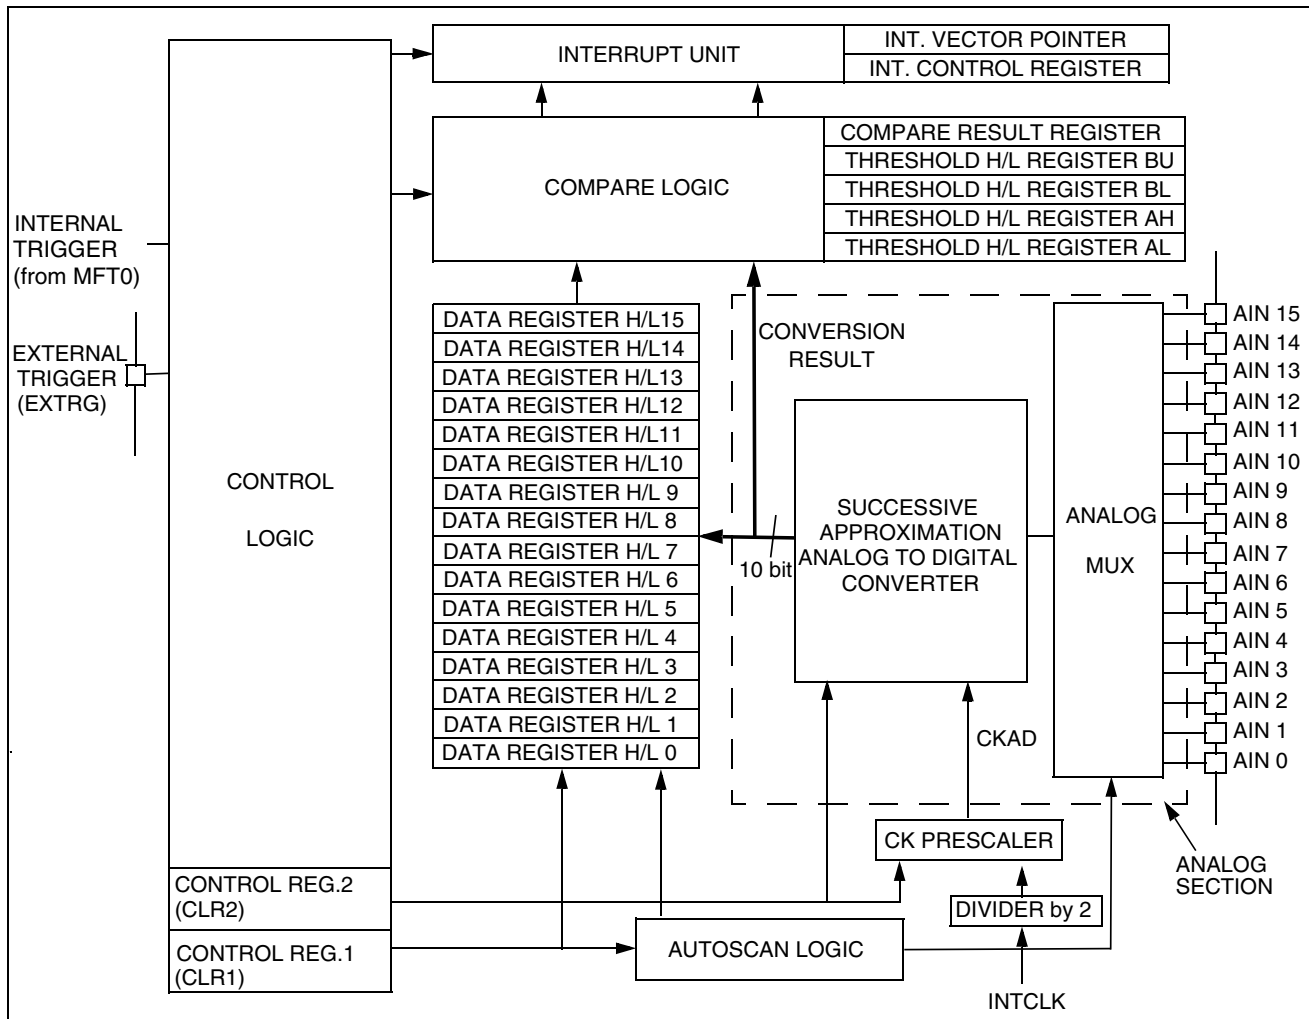 INTERRUPT UNIT
INT. VECTOR POINTER
INT. CONTROL REGISTER
COMPARE LOGIC
COMPARE RESULT REGISTER
THRESHOLD H/L REGISTER BU
THRESHOLD H/L REGISTER BL
THRESHOLD H/L REGISTER AH
THRESHOLD H/L REGISTER AL
INTERNAL
TRIGGER
(from MFT0)
EXTERNAL
TRIGGER
(EXTRG)
CONTROL
LOGIC
DATA REGISTER H/L15
DATA REGISTER H/L14
DATA REGISTER H/L13
DATA REGISTER H/L12
DATA REGISTER H/L11
DATA REGISTER H/L10
DATA REGISTER H/L 9
DATA REGISTER H/L 8
DATA REGISTER H/L 7
DATA REGISTER H/L 6
DATA REGISTER H/L 5
DATA REGISTER H/L 4
DATA REGISTER H/L 3
DATA REGISTER H/L 2
DATA REGISTER H/L 1
DATA REGISTER H/L 0
CONVERSION
RESULT
10 bit
SUCCESSIVE
APPROXIMATION
ANALOG TO DIGITAL
CONVERTER
ANALOG
MUX
AIN 15
AIN 14
AIN 13
AIN 12
AIN 11
AIN 10
AIN 9
AIN 8
AIN 7
AIN 6
AIN 5
AIN 4
AIN 3
AIN 2
AIN 1
AIN 0
CKAD
CK PRESCALER
ANALOG
SECTION
DIVIDER by 2
CONTROL REG.2
(CLR2)
CONTROL REG.1
(CLR1)
AUTOSCAN LOGIC
INTCLK